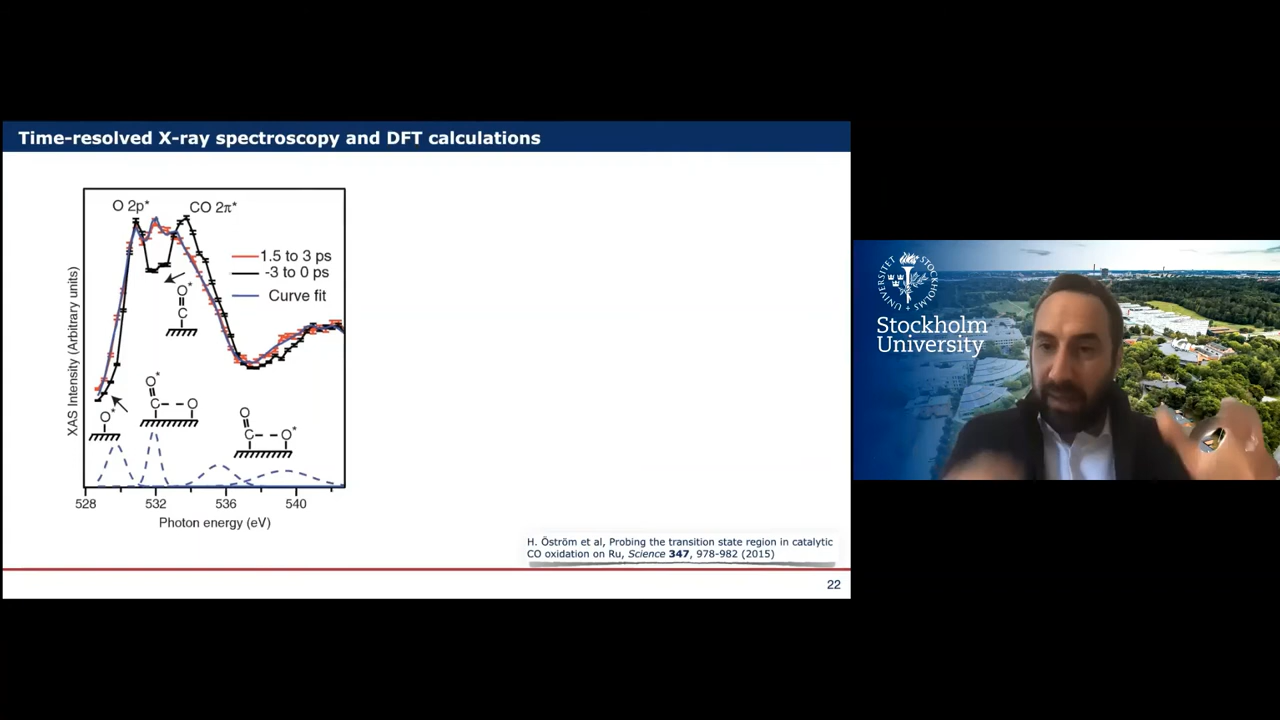 Time-resolved X-ray spectroscopy and DFT calculations
O 2p*
CO 2π*
1.5 to 3 ps
-3 to 0 ps
Curve fit
O*
C
O*
C
O
O*
O
C
O*
XAS Intensity (Arbitrary units)
528
532
536
540
Photon energy (eV)
H. Öström et al, Probing the transition state region in catalytic
CO oxidation on Ru, Science 347, 978-982 (2015)
22
STOCKHOLMS
UNIVERSITET
Stockholm
University